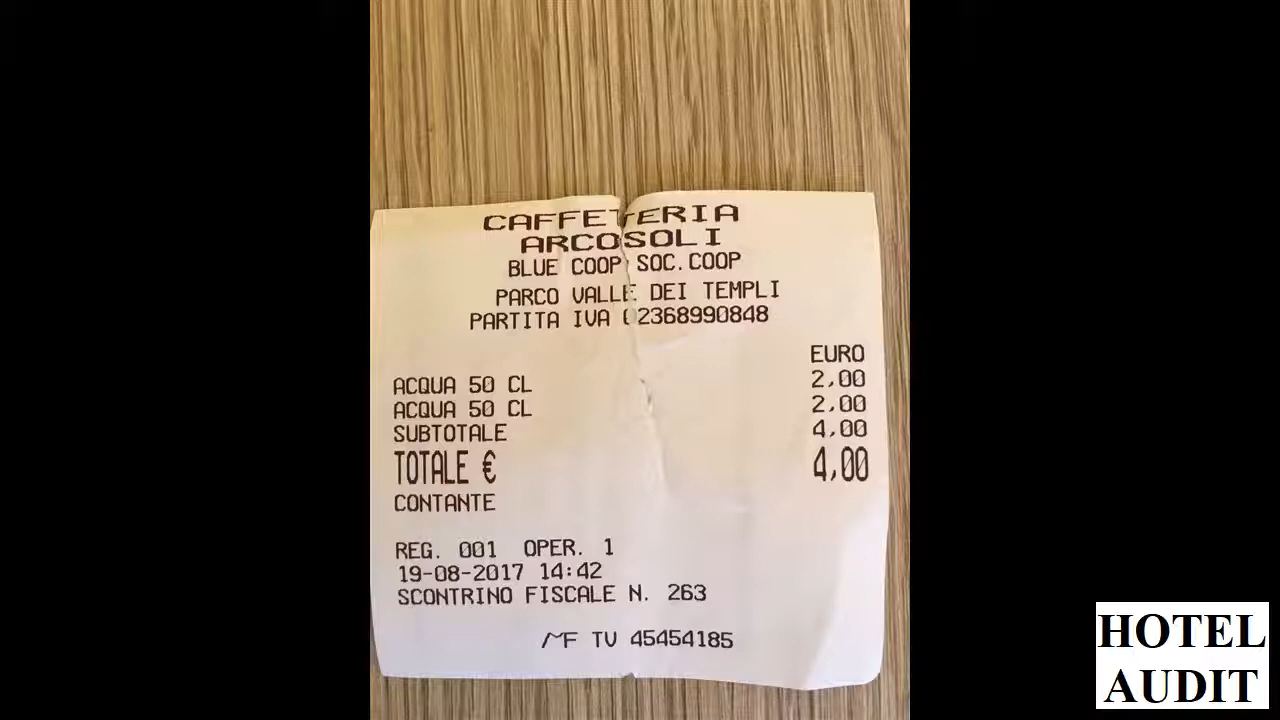 CAFFETERIA
ARCOSOLI
BLUE COOP SOC.COOP
PARCO VALLE DEI TEMPLI
PARTITA IVA 02368990848
EURO
ACQUA 50 CL 2,00
ACQUA 50 CL 2,00
SUBTOTALE 4,00
TOTALE € 4,00
CONTANTE
REG. 001 OPER. 1
19-08-2017 14:42
SCONTRINO FISCALE N. 263
MF TV 45454185
HOTEL
AUDIT